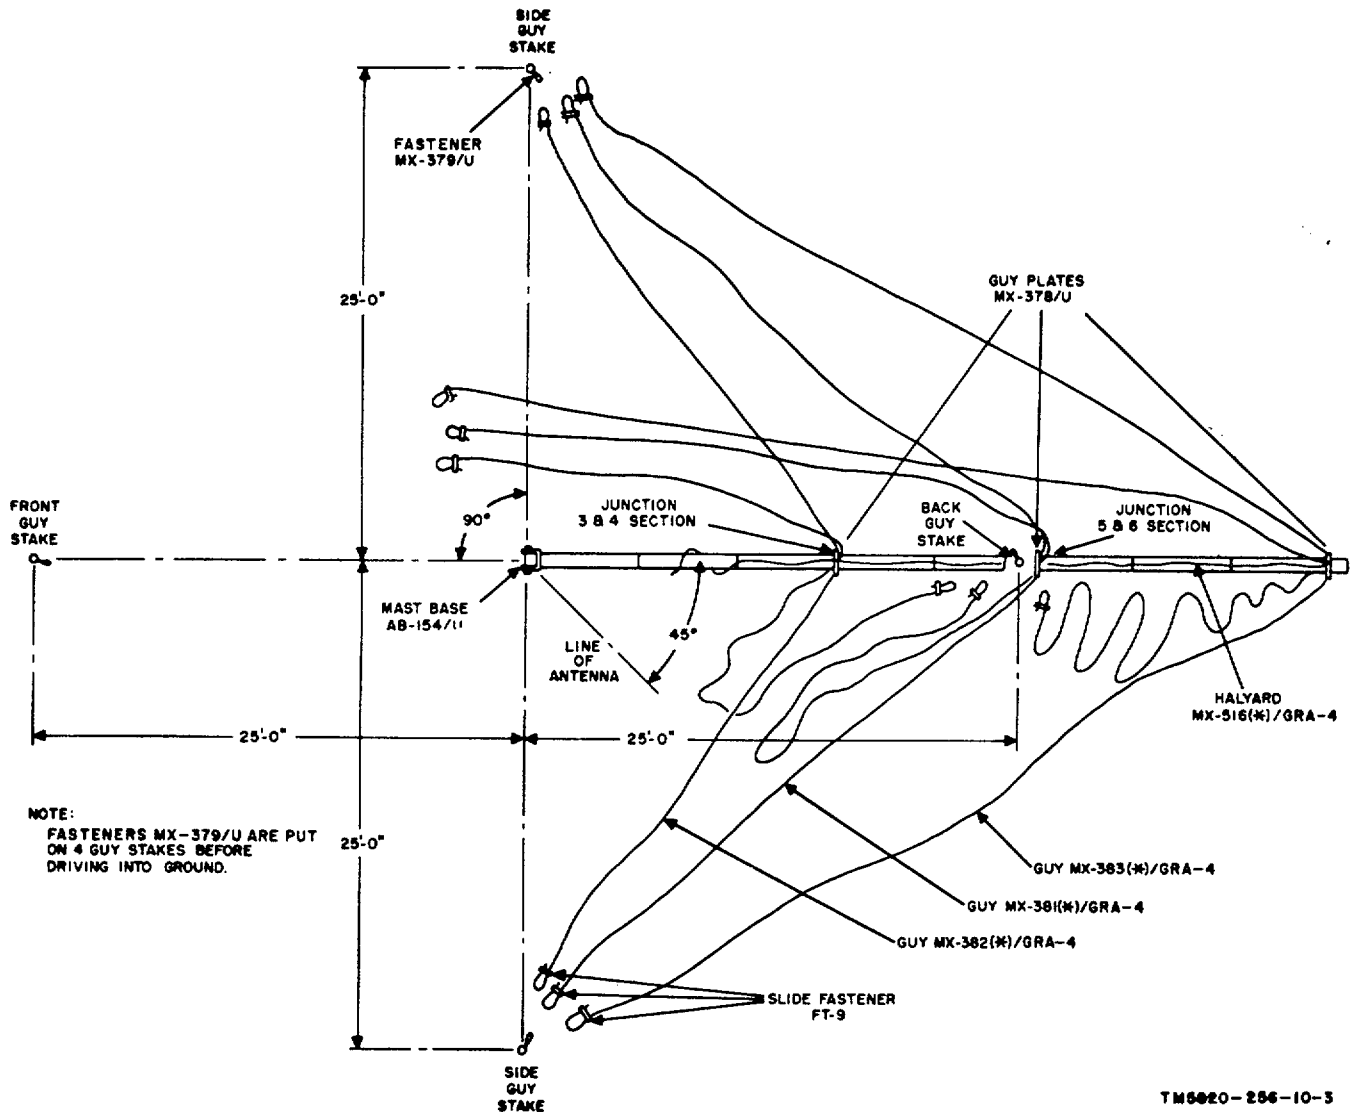 SIDE
GUY
STAKE
FASTENER
MX-379/U
25'-0"
GUY PLATES
MX-378/U
FRONT
GUY
STAKE
90°
JUNCTION
3 & 4 SECTION
BACK
GUY
STAKE
JUNCTION
5 & 6 SECTION
MAST BASE
AB-154/U
LINE
OF
ANTENNA
45°
HALYARD
MX-516(*)/GRA-4
25'-0"
25'-0"
NOTE:
FASTENERS MX-379/U ARE PUT
ON 4 GUY STAKES BEFORE
DRIVING INTO GROUND.
25'-0"
GUY MX-383(*)/GRA-4
GUY MX-381(*)/GRA-4
GUY MX-382(*)/GRA-4
SLIDE FASTENER
FT-9
SIDE
GUY
STAKE
TM5820-256-10-3